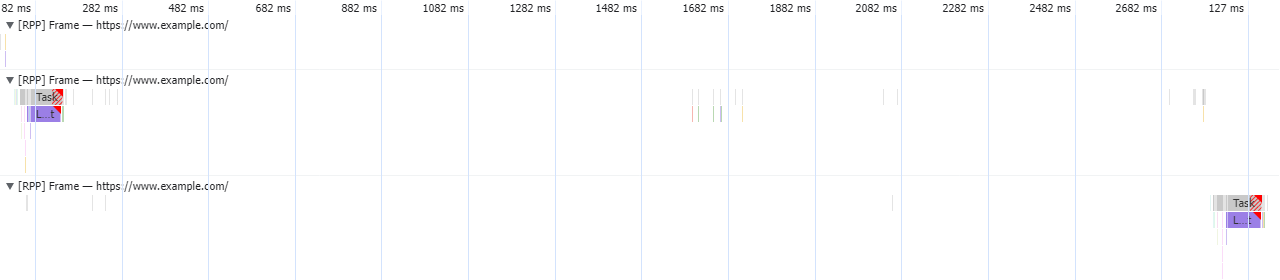 82 ms 282 ms 482 ms 682 ms 882 ms 1082 ms 1282 ms 1482 ms 1682 ms 1882 ms 2082 ms 2282 ms 2482 ms 2682 ms 127 ms
[RPP] Frame — https://www.example.com/
[RPP] Frame — https://www.example.com/
Task
L…t
[RPP] Frame — https://www.example.com/
Task
L…t